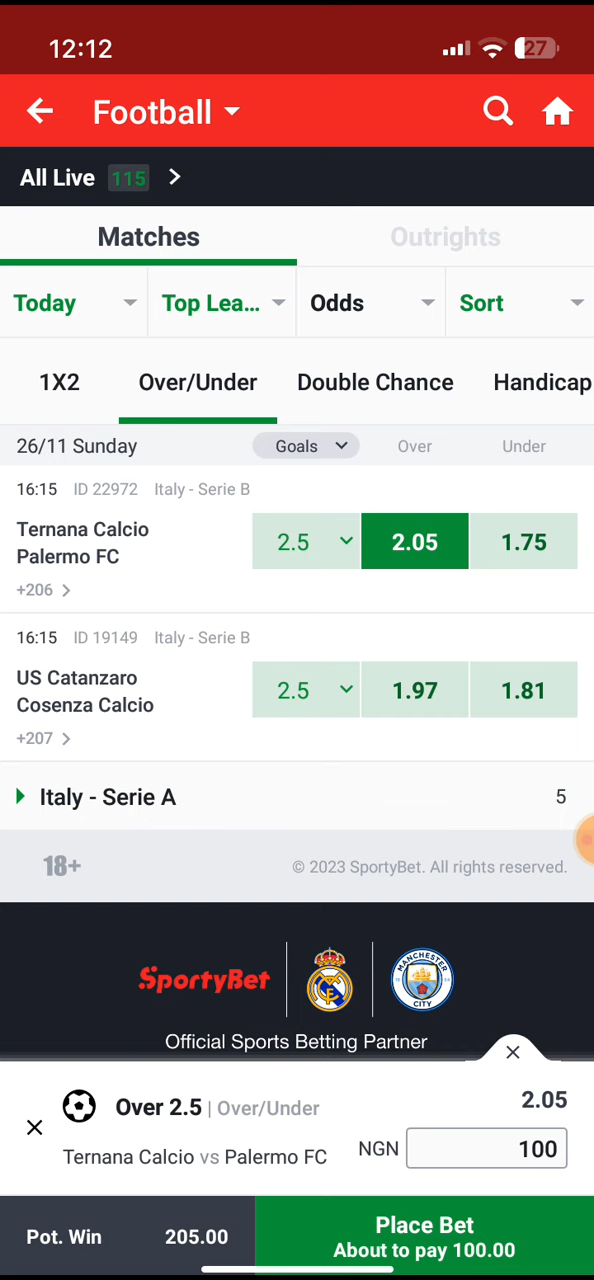 12:12
27
Football
All Live 115
Matches
Outrights
Today
Top Lea...
Odds
Sort
1X2
Over/Under
Double Chance
Handicap
26/11 Sunday
Goals
Over
Under
16:15 ID 22972 Italy - Serie B
Ternana Calcio
Palermo FC
2.5
2.05
1.75
+206
16:15 ID 19149 Italy - Serie B
US Catanzaro
Cosenza Calcio
2.5
1.97
1.81
+207
Italy - Serie A
5
18+
© 2023 SportyBet. All rights reserved.
SportyBet
MANCHESTER
CITY
Official Sports Betting Partner
Over 2.5 | Over/Under
2.05
Ternana Calcio vs Palermo FC
NGN
100
Pot. Win
205.00
Place Bet
About to pay 100.00